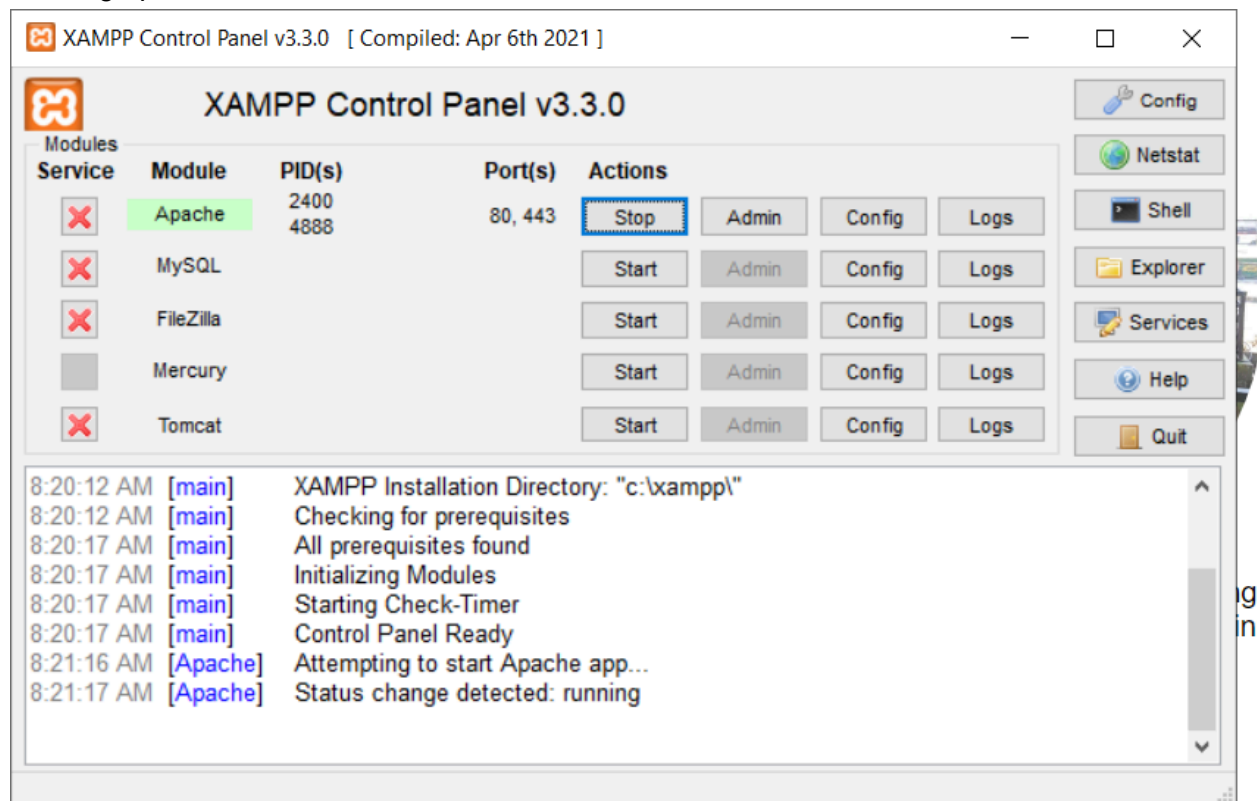 XAMPP Control Panel v3.3.0 [ Compiled: Apr 6th 2021 ]
XAMPP Control Panel v3.3.0
Config
Netstat
Shell
Explorer
Services
Help
Quit
Modules
Service Module PID(s) Port(s) Actions
Apache 2400 4888 80, 443 Stop Admin Config Logs
MySQL Start Admin Config Logs
FileZilla Start Admin Config Logs
Mercury Start Admin Config Logs
Tomcat Start Admin Config Logs
8:20:12 AM [main] XAMPP Installation Directory: "c:\xampp\"
8:20:12 AM [main] Checking for prerequisites
8:20:17 AM [main] All prerequisites found
8:20:17 AM [main] Initializing Modules
8:20:17 AM [main] Starting Check-Timer
8:20:17 AM [main] Control Panel Ready
8:21:16 AM [Apache] Attempting to start Apache app...
8:21:17 AM [Apache] Status change detected: running